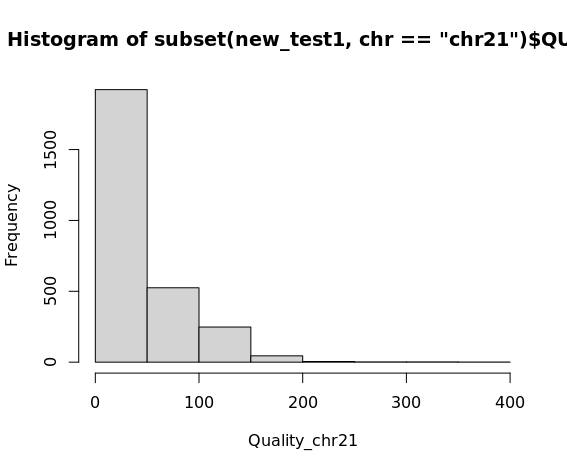 Histogram of subset(new_test1, chr == "chr21")$QU
Frequency
1500
1000
500
0
0 100 200 300 400
Quality_chr21